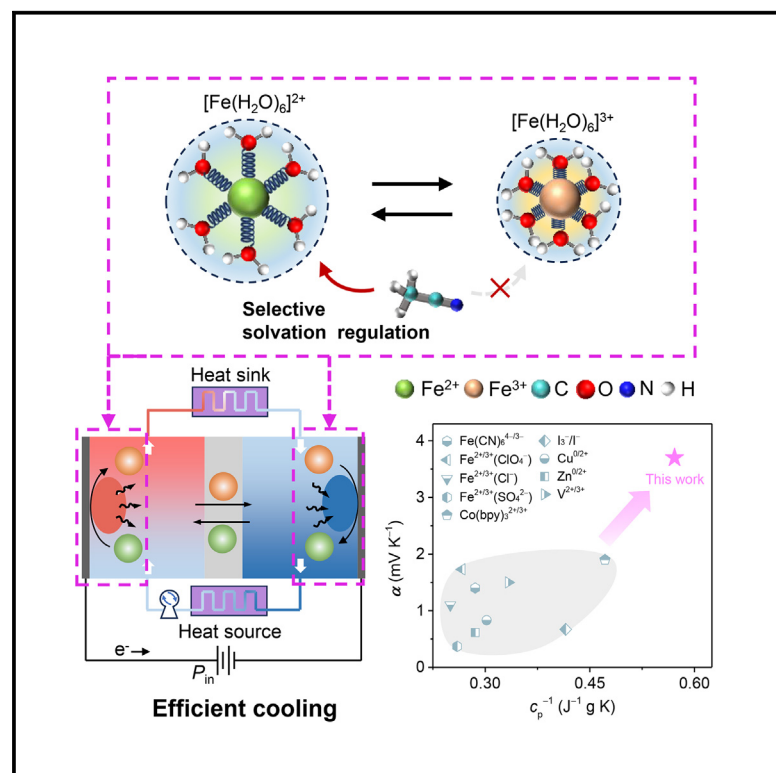 [Fe(H₂O)₆]²⁺
[Fe(H₂O)₆]³⁺
Selective
solvation regulation
Heat sink
Heat source
e⁻
P_in
Efficient cooling
Fe²⁺ Fe³⁺ C O N H
α (mV K⁻¹)
4
3
2
1
0
Fe(CN)₆⁴⁻/³⁻
Fe²⁺/³⁺(ClO₄⁻)
Fe²⁺/³⁺(Cl⁻)
Fe²⁺/³⁺(SO₄²⁻)
Co(bpy)₃²⁺/³⁺
I₃⁻/I⁻
Cu⁰/²⁺
Zn⁰/²⁺
V²⁺/³⁺
This work
0.30 0.45 0.60
c_p⁻¹ (J⁻¹ g K)